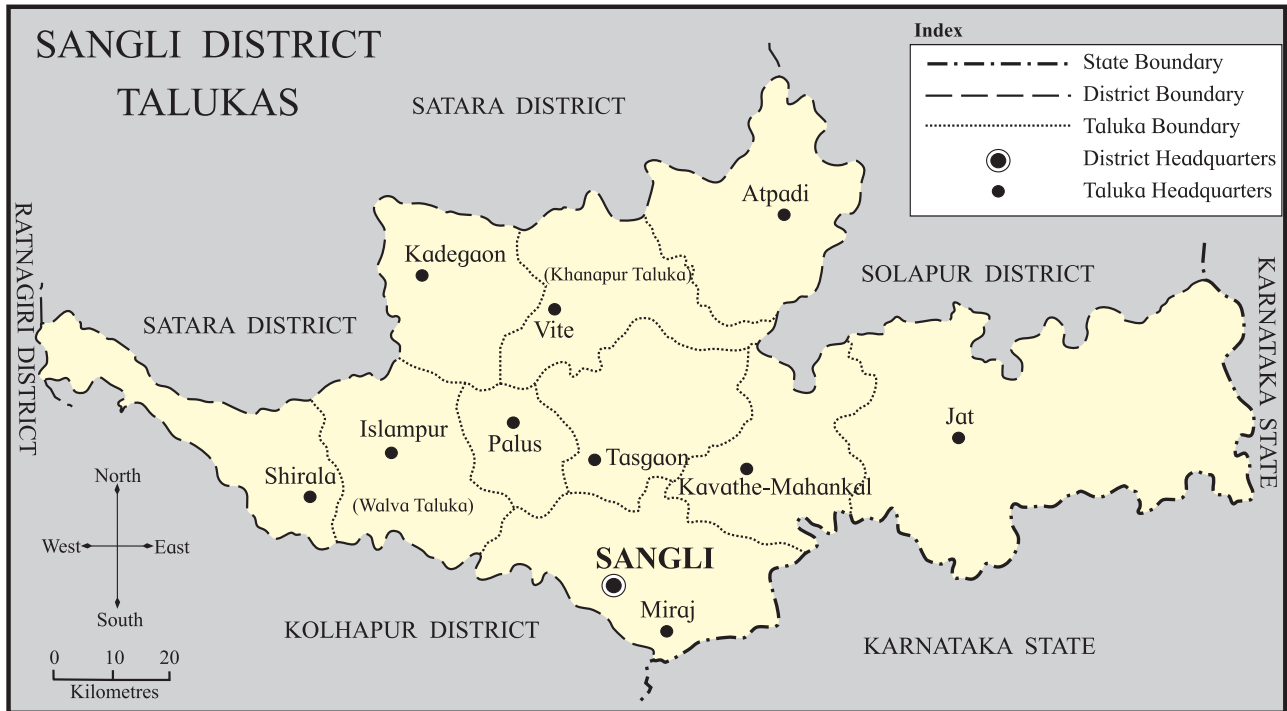 SANGLI DISTRICT
TALUKAS
Index
State Boundary
District Boundary
Taluka Boundary
District Headquarters
Taluka Headquarters
SATARA DISTRICT
Atpadi
RATNAGIRI DISTRICT
Kadegaon
(Khanapur Taluka)
SOLAPUR DISTRICT
KARNATAKA STATE
SATARA DISTRICT
Vite
Islampur
Palus
Jat
Tasgaon
Shirala
Kavathe-Mahankal
(Walva Taluka)
North
West
East
South
SANGLI
Miraj
KOLHAPUR DISTRICT
KARNATAKA STATE
0 10 20
Kilometres